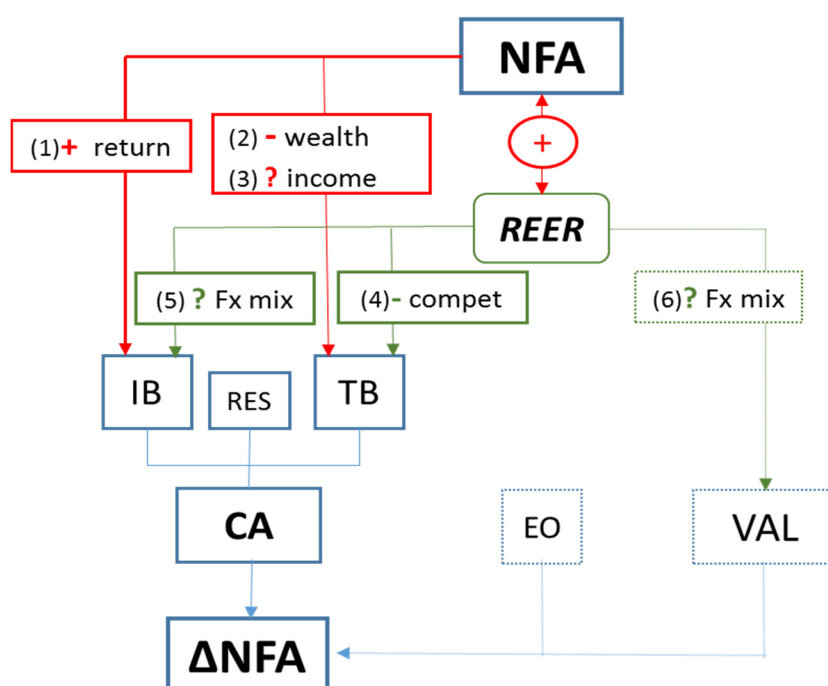 NFA
(1)+ return
(2) - wealth
(3) ? income
+
REER
(5) ? Fx mix
(4)- compet
(6)? Fx mix
IB
RES
TB
CA
EO
VAL
ΔNFA